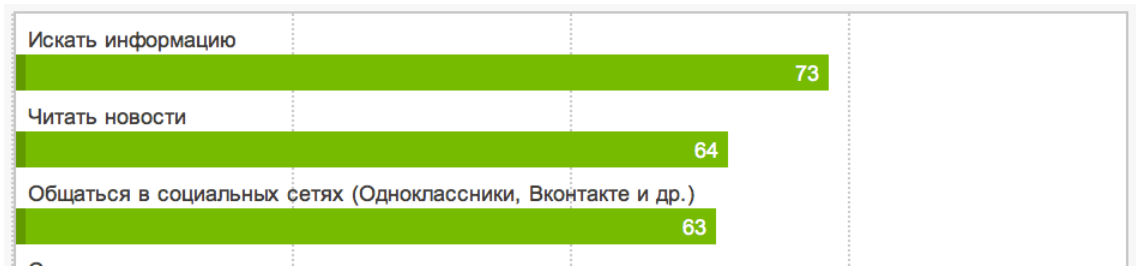 Искать информацию
73
Читать новости
64
Общаться в социальных сетях (Одноклассники, Вконтакте и др.)
63